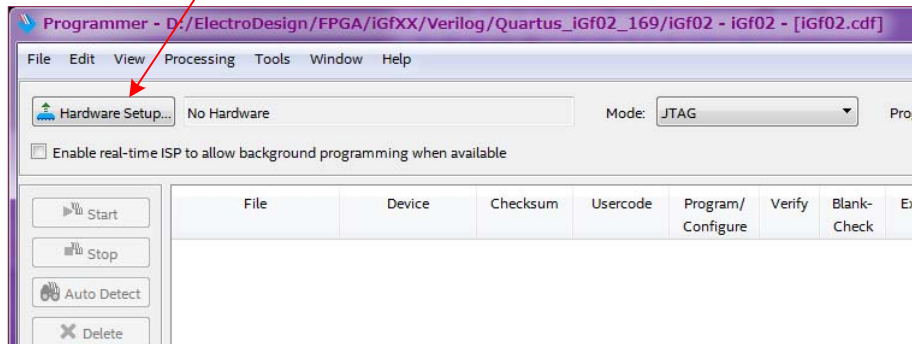 Programmer - D:/ElectroDesign/FPGA/iGfXX/Verilog/Quartus_iGf02_169/iGf02 - iGf02 - [iGf02.cdf]
File Edit View Processing Tools Window Help
Hardware Setup... No Hardware Mode: JTAG
Enable real-time ISP to allow background programming when available
File Device Checksum Usercode Program/ Verify Blank-
Configure Check
Start
Stop
Auto Detect
Delete